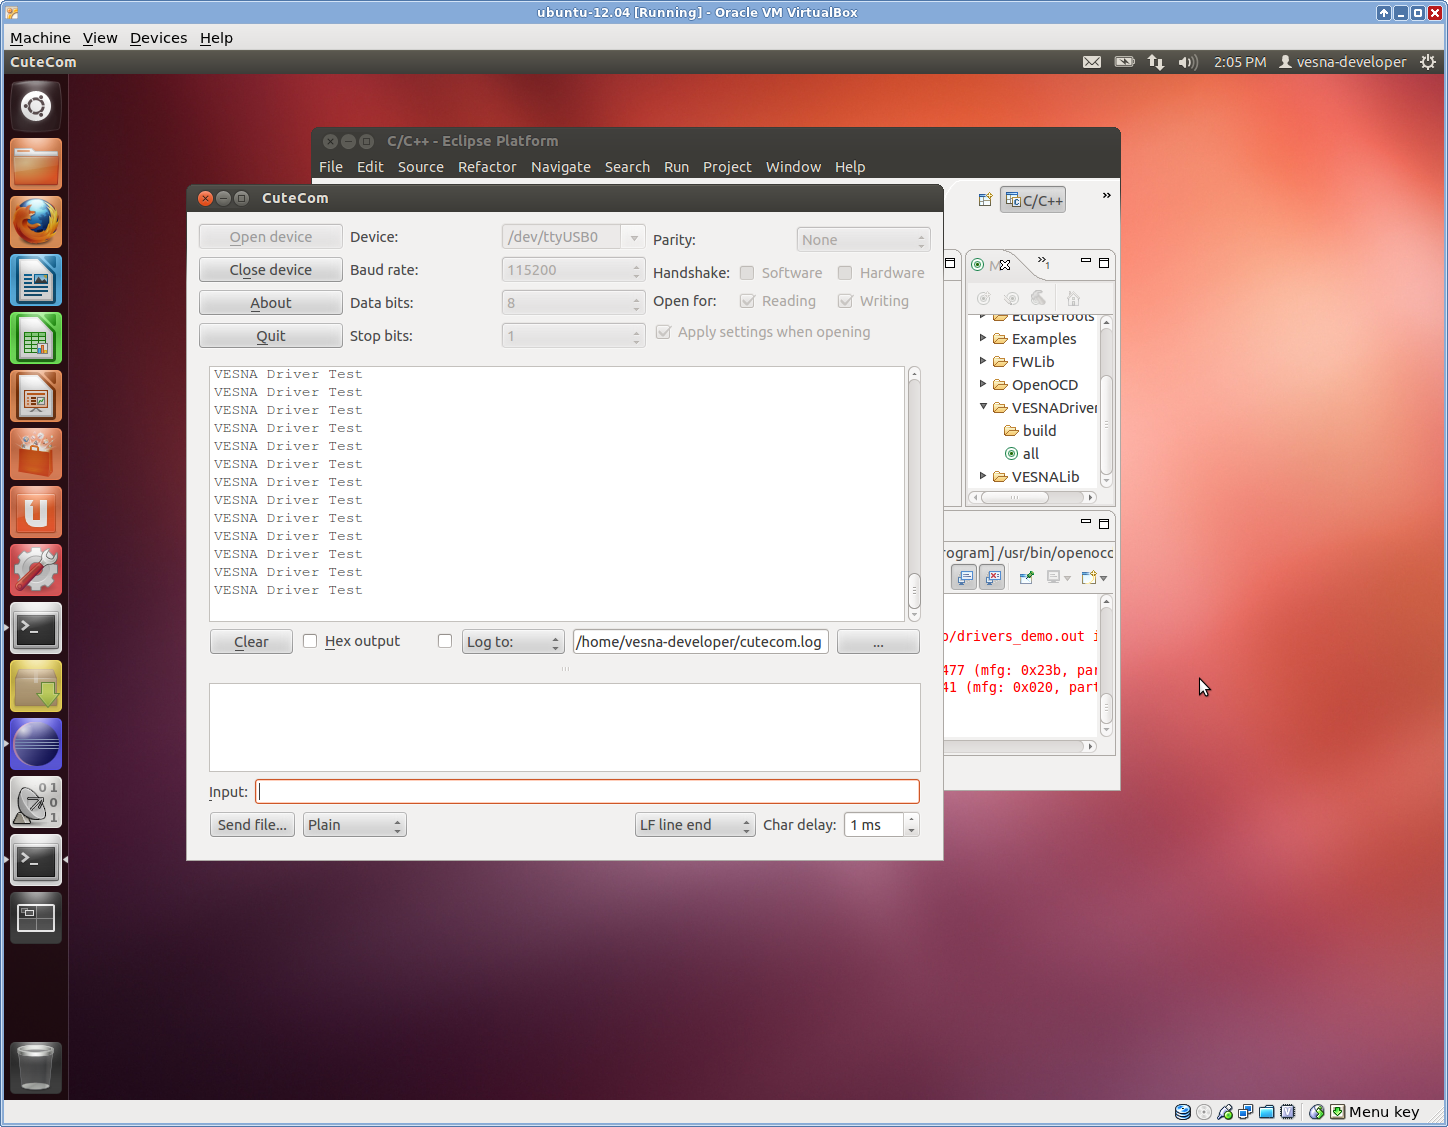 ubuntu-12.04 [Running] - Oracle VM VirtualBox
Machine View Devices Help
CuteCom 2:05 PM vesna-developer
C/C++ - Eclipse Platform
File Edit Source Refactor Navigate Search Run Project Window Help
CuteCom
C/C++
Open device Device: /dev/ttyUSB0 Parity: None
Close device Baud rate: 115200 Handshake: Software Hardware
About Data bits: 8 Open for: Reading Writing
Quit Stop bits: 1 Apply settings when opening
EclipseTools
Examples
FWLib
OpenOCD
VESNADriver
build
all
VESNALib
VESNA Driver Test
VESNA Driver Test
VESNA Driver Test
VESNA Driver Test
VESNA Driver Test
VESNA Driver Test
VESNA Driver Test
VESNA Driver Test
VESNA Driver Test
VESNA Driver Test
VESNA Driver Test
VESNA Driver Test
VESNA Driver Test
rogram] /usr/bin/openocd
o/drivers_demo.out i
477 (mfg: 0x23b, par
41 (mfg: 0x020, part
Clear Hex output Log to: /home/vesna-developer/cutecom.log ...
Input:
Send file... Plain LF line end Char delay: 1 ms
Menu key